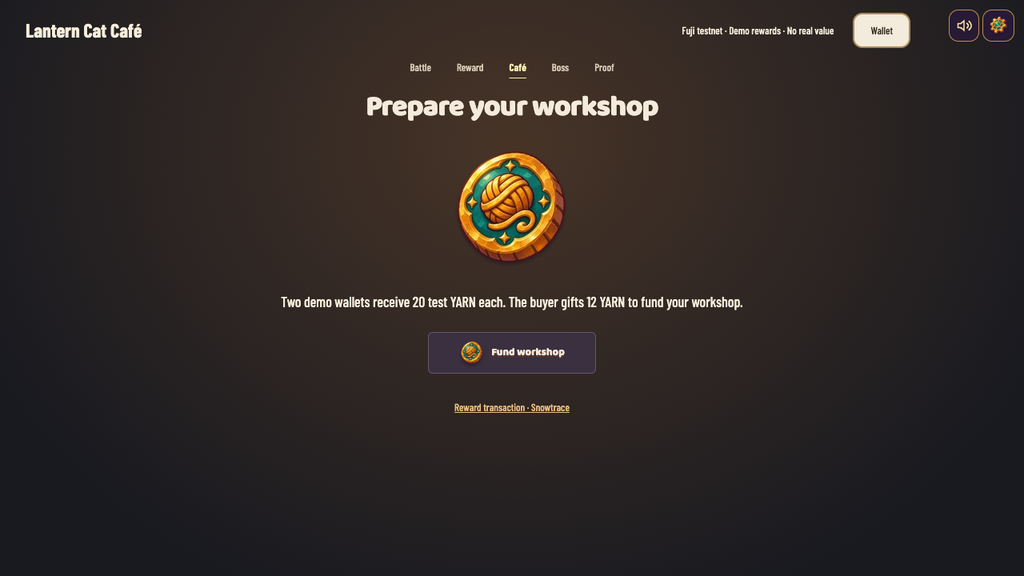 Lantern Cat Café
Fuji testnet · Demo rewards · No real value
Wallet
Battle
Reward
Café
Boss
Proof
Prepare your workshop
Two demo wallets receive 20 test YARN each. The buyer gifts 12 YARN to fund your workshop.
Fund workshop
Reward transaction · Snowtrace